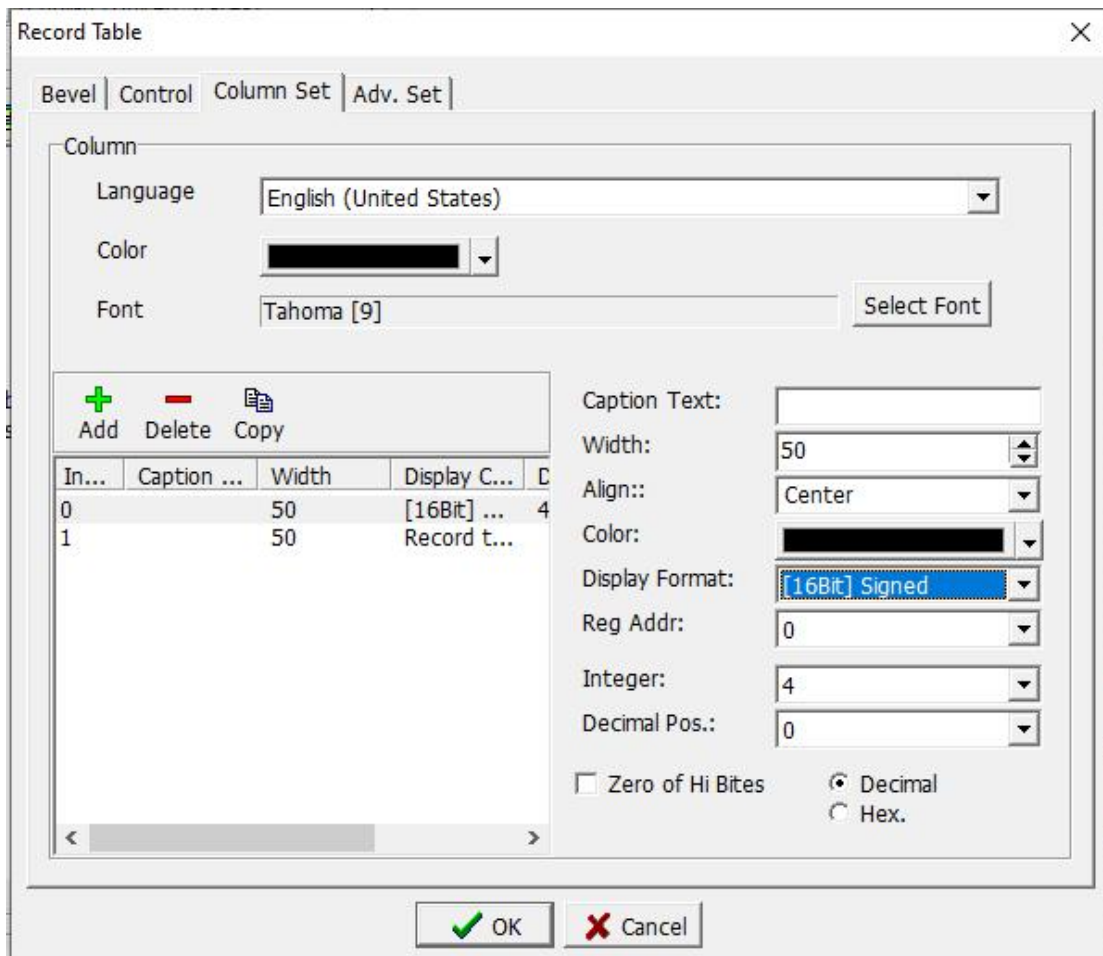 Record Table
Bevel Control Column Set Adv. Set
Column
Language English (United States)
Color
Font Tahoma [9] Select Font
Add Delete Copy
In... Caption ... Width Display C... D
0 50 [16Bit] ... 4
1 50 Record t...
Caption Text:
Width: 50
Align:: Center
Color:
Display Format: [16Bit] Signed
Reg Addr: 0
Integer: 4
Decimal Pos.: 0
Zero of Hi Bites Decimal
Hex.
OK Cancel